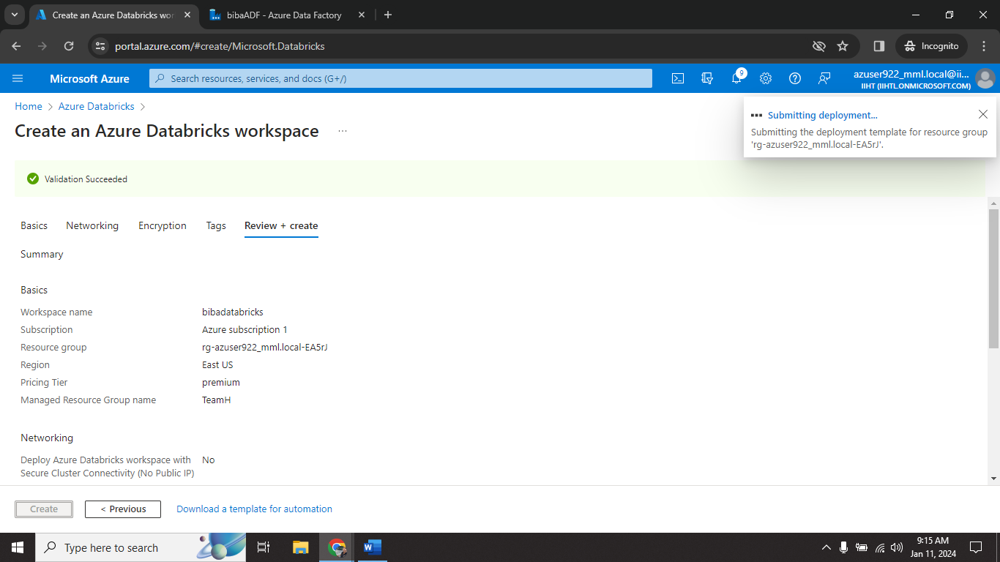 Create an Azure Databricks wo
bibaADF - Azure Data Factory
portal.azure.com/#create/Microsoft.Databricks
Incognito
Microsoft Azure
Search resources, services, and docs (G+/)
9
azuser922_mml.local@ii...
IIHT (IIHTL.ONMICROSOFT.COM)
Home > Azure Databricks >
Create an Azure Databricks workspace
...
Submitting deployment...
Submitting the deployment template for resource group
'rg-azuser922_mml.local-EA5rJ'.
Validation Succeeded
Basics Networking Encryption Tags Review + create
Summary
Basics
Workspace name bibadatabricks
Subscription Azure subscription 1
Resource group rg-azuser922_mml.local-EA5rJ
Region East US
Pricing Tier premium
Managed Resource Group name TeamH
Networking
Deploy Azure Databricks workspace with No
Secure Cluster Connectivity (No Public IP)
Create < Previous Download a template for automation
Type here to search
9:15 AM
Jan 11, 2024